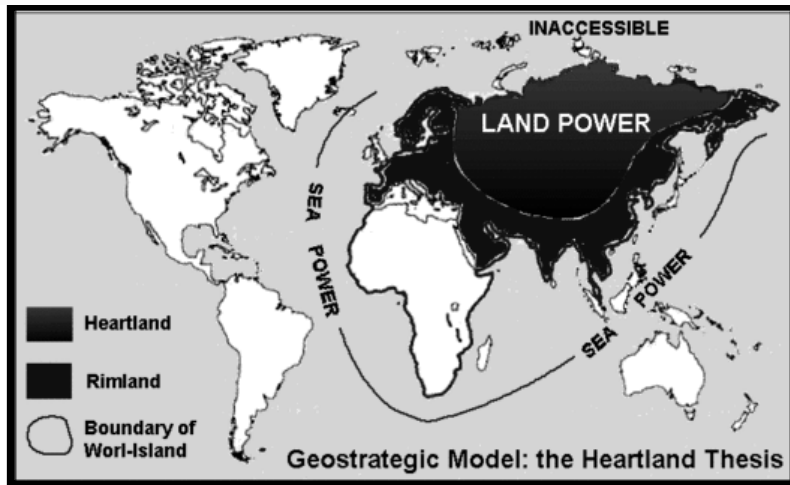 INACCESSIBLE
LAND POWER
SEA POWER
SEA POWER
Heartland
Rimland
Boundary of
Worl-Island
Geostrategic Model: the Heartland Thesis